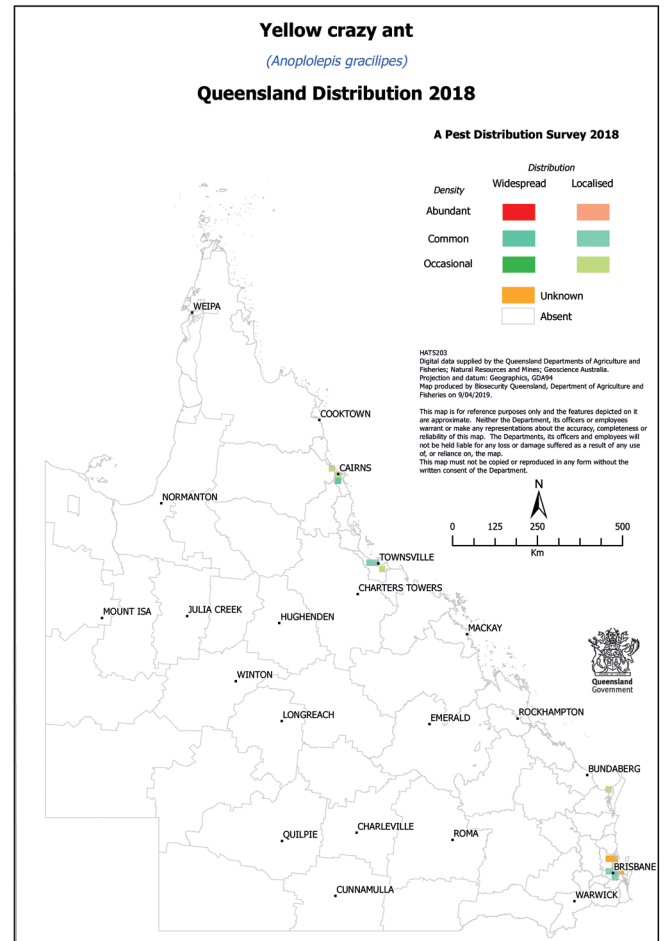 Yellow crazy ant
(Anoplolepis gracilipes)
Queensland Distribution 2018
A Pest Distribution Survey 2018
Distribution
Density
Widespread
Localised
Abundant
Common
Occasional
Unknown
Absent
HAT5203
Digital data supplied by the Queensland Departments of Agriculture and
Fisheries; Natural Resources and Mines; Geoscience Australia.
Projection and datum: Geographics, GDA94
Map produced by Biosecurity Queensland, Department of Agriculture and
Fisheries on 9/04/2019.
This map is for reference purposes only and the features depicted on it
are approximate. Neither the Department, its officers or employees
warrant or make any representations about the accuracy, completeness or
reliability of this map. The Departments, its officers and employees will
not be held liable for any loss or damage suffered as a result of any use
of, or reliance on, the map.
This map must not be copied or reproduced in any form without the
written consent of the Department.
N
0 125 250 500
Km
WEIPA
COOKTOWN
CAIRNS
NORMANTON
TOWNSVILLE
CHARTERS TOWERS
MOUNT ISA
JULIA CREEK
HUGHENDEN
MACKAY
WINTON
LONGREACH
EMERALD
ROCKHAMPTON
Queensland
Government
BUNDABERG
QUILPIE
CHARLEVILLE
ROMA
BRISBANE
CUNNAMULLA
WARWICK